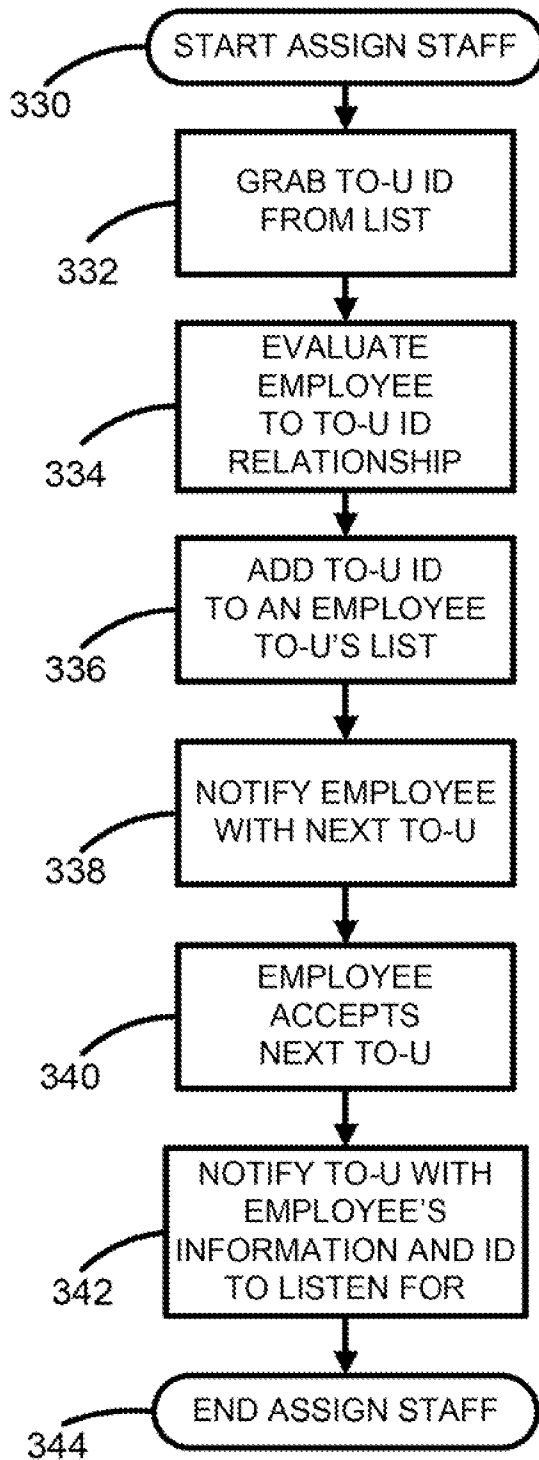 START ASSIGN STAFF
330
GRAB TO-U ID
FROM LIST
332
EVALUATE
EMPLOYEE
TO TO-U ID
RELATIONSHIP
334
ADD TO-U ID
TO AN EMPLOYEE
TO-U'S LIST
336
NOTIFY EMPLOYEE
WITH NEXT TO-U
338
EMPLOYEE
ACCEPTS
NEXT TO-U
340
NOTIFY TO-U WITH
EMPLOYEE'S
INFORMATION AND ID
TO LISTEN FOR
342
END ASSIGN STAFF
344